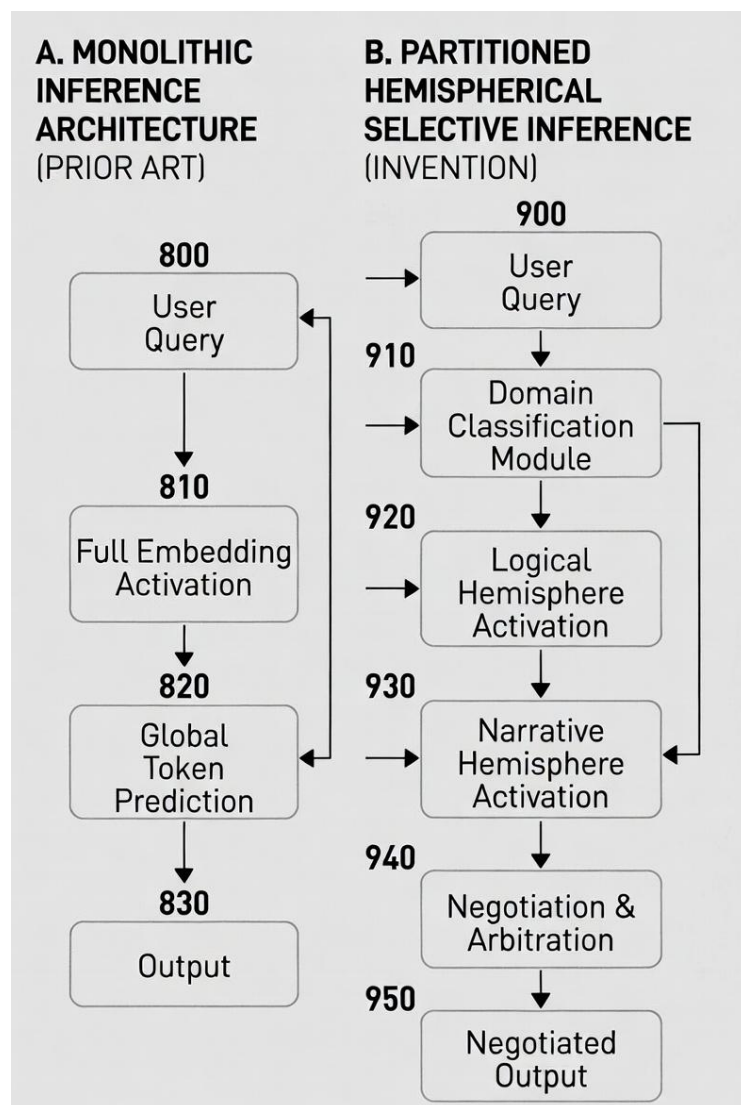 A. MONOLITHIC
INFERENCE
ARCHITECTURE
(PRIOR ART)
800
User
Query
810
Full Embedding
Activation
820
Global
Token
Prediction
830
Output
B. PARTITIONED
HEMISPHERICAL
SELECTIVE INFERENCE
(INVENTION)
900
User
Query
910
Domain
Classification
Module
920
Logical
Hemisphere
Activation
930
Narrative
Hemisphere
Activation
940
Negotiation &
Arbitration
950
Negotiated
Output